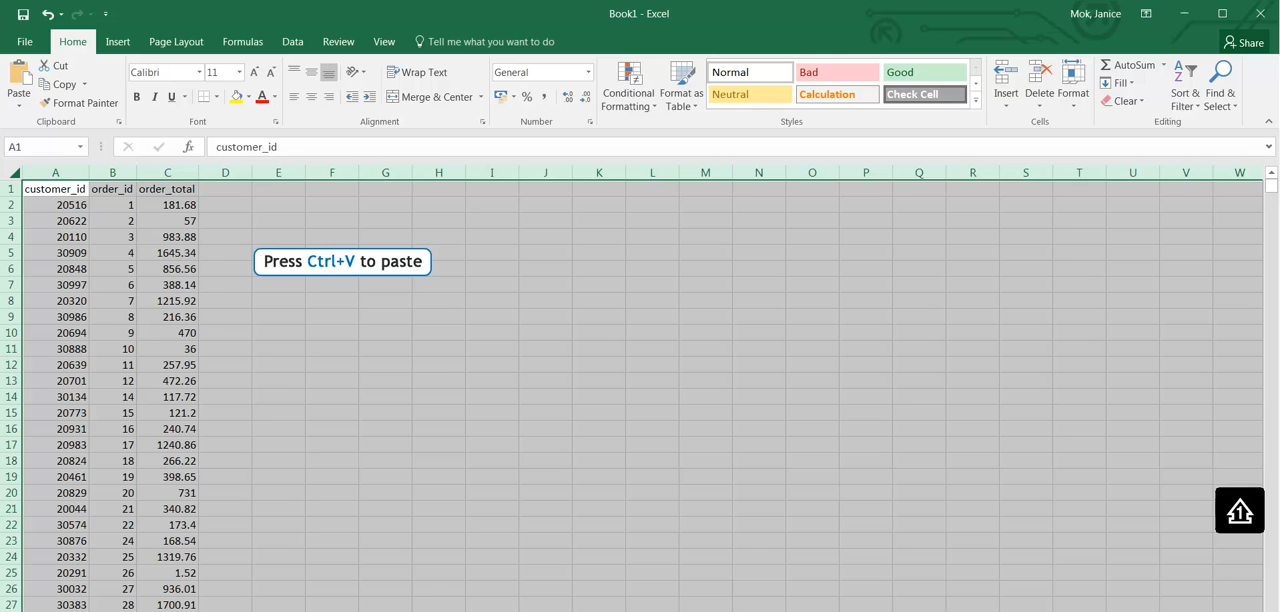 Book1 - Excel
Mok, Janice
File Home Insert Page Layout Formulas Data Review View Tell me what you want to do Share
Paste
Cut
Copy
Format Painter
Clipboard
Calibri 11
B I U
Font
Wrap Text
Merge & Center
Alignment
General
%
Number
Conditional Formatting
Format as Table
Normal Bad Good
Neutral Calculation Check Cell
Styles
Insert Delete Format
Cells
AutoSum
Fill
Clear
Sort & Filter
Find & Select
Editing
A1 fx customer_id
A B C D E F G H I J K L M N O P Q R S T U V W
1 customer_id order_id order_total
2 20516 1 181.68
3 20622 2 57
4 20110 3 983.88
5 30909 4 1645.34
6 20848 5 856.56
7 30997 6 388.14
8 20320 7 1215.92
9 30986 8 216.36
10 20694 9 470
11 30888 10 36
12 20639 11 257.95
13 20701 12 472.26
14 30134 14 117.72
15 20773 15 121.2
16 20931 16 240.74
17 20983 17 1240.86
18 20824 18 266.22
19 20461 19 398.65
20 20829 20 731
21 20044 21 340.82
22 30574 22 173.4
23 30876 24 168.54
24 20332 25 1319.76
25 20291 26 1.52
26 30032 27 936.01
27 30383 28 1700.91
Press Ctrl+V to paste
1